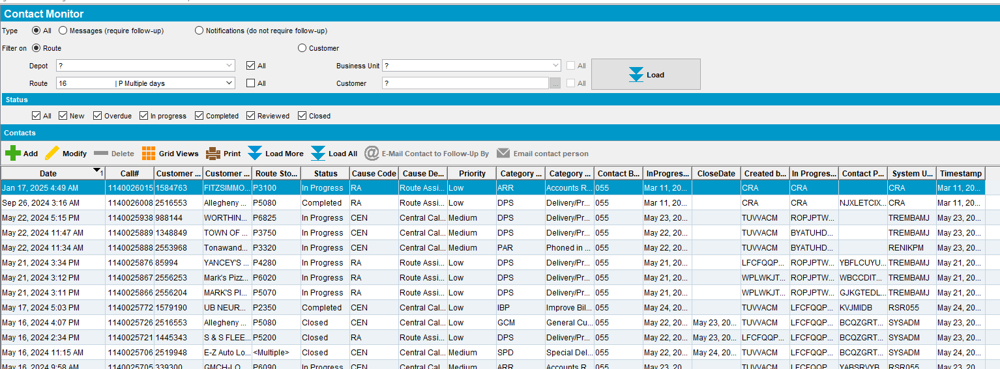 Contact Monitor
Type All Messages (require follow-up) Notifications (do not require follow-up)
Filter on Route Customer
Depot ? All Business Unit ? All
Route 16 | P Multiple days All Customer ? ... All
Load
Status
All New Overdue In progress Completed Reviewed Closed
Contacts
Add Modify Delete Grid Views Print Load More Load All @ E-Mail Contact to Follow-Up By Email contact person
Date 1 Call# Customer ... Customer ... Route Sto... Status Cause Code Cause De... Priority Category ... Category ... Contact B... InProgres... CloseDate Created b... In Progres... Contact P... System U... Timestamp
Jan 17, 2025 4:49 AM 1140026015 1584763 FITZSIMMO... P3100 In Progress RA Route Assi... Low ARR Accounts R... 055 Mar 11, 20... CRA CRA CRA Mar 11, 20...
Sep 26, 2024 3:16 AM 1140026008 2516553 Allegheny ... P5080 Completed RA Route Assi... Low DPS Delivery/Pr... 055 Mar 11, 20... CRA CRA NJXLETCIX... CRA Mar 11, 20...
May 22, 2024 5:15 PM 1140025938 988144 WORTHIN... P6825 In Progress CEN Central Cal... Medium DPS Delivery/Pr... 055 May 23, 20... TUVVACM ROPJPTW... TREMBAMJ May 23, 20...
May 22, 2024 11:47 AM 1140025889 1348849 TOWN OF ... P3750 In Progress CEN Central Cal... Medium DPS Delivery/Pr... 055 May 22, 20... TUVVACM BYATUHD... TREMBAMJ May 23, 20...
May 22, 2024 11:34 AM 1140025888 2553968 Tonawand... P3320 In Progress CEN Central Cal... Medium PAR Phoned in ... 055 May 22, 20... TUVVACM BYATUHD... RENIKPM May 23, 20...
May 21, 2024 3:34 PM 1140025876 85994 YANCEY'S ... P4280 In Progress RA Route Assi... Low DPS Delivery/Pr... 055 May 21, 20... LFCFQQP... ROPJPTW... YBFLCUYU... TREMBAMJ May 21, 20...
May 21, 2024 3:12 PM 1140025867 2556253 Mark's Pizz... P6020 In Progress RA Route Assi... Low DPS Delivery/Pr... 055 May 21, 20... WPLWKJT... ROPJPTW... WBCCDIT... TREMBAMJ May 21, 20...
May 21, 2024 3:11 PM 1140025866 2556204 MARK'S PI... P5070 In Progress RA Route Assi... Low DPS Delivery/Pr... 055 May 21, 20... WPLWKJT... ROPJPTW... GJKGTEDL... TREMBAMJ May 21, 20...
May 17, 2024 5:03 PM 1140025772 1579190 UB NEUR... P2350 Completed CEN Central Cal... Low IBP Improve Bil... 055 May 24, 20... TUVVACM LFCFQQP... KVJMIDB RSR055 May 24, 20...
May 16, 2024 4:07 PM 1140025726 2516553 Allegheny ... P5080 Closed CEN Central Cal... Low GCM General Cu... 055 May 22, 20... May 23, 20... TUVVACM LFCFQQP... BCQZGRT... SYSADM May 23, 20...
May 16, 2024 2:34 PM 1140025721 1445343 S & S FLEE... P5200 Closed RA Route Assi... Low DPS Delivery/Pr... 055 May 22, 20... May 23, 20... LFCFQQP... LFCFQQP... BCQZGRT... SYSADM May 23, 20...
May 16, 2024 11:15 AM 1140025706 2519948 E-Z Auto Lo... <Multiple> Closed CEN Central Cal... Medium SPD Special Del... 055 May 22, 20... May 24, 20... TUVVACM LFCFQQP... BCQZGRT... SYSADM May 24, 20...
May 16, 2024 9:58 AM 1140025705 339300 GMCH-LO... P6090 In Progress CEN Central Cal... Medium ARR Accounts R... 055 May 23, 20... TUVVACM LFCFQQP... YABSRVYB... RSR055 May 23, 20...